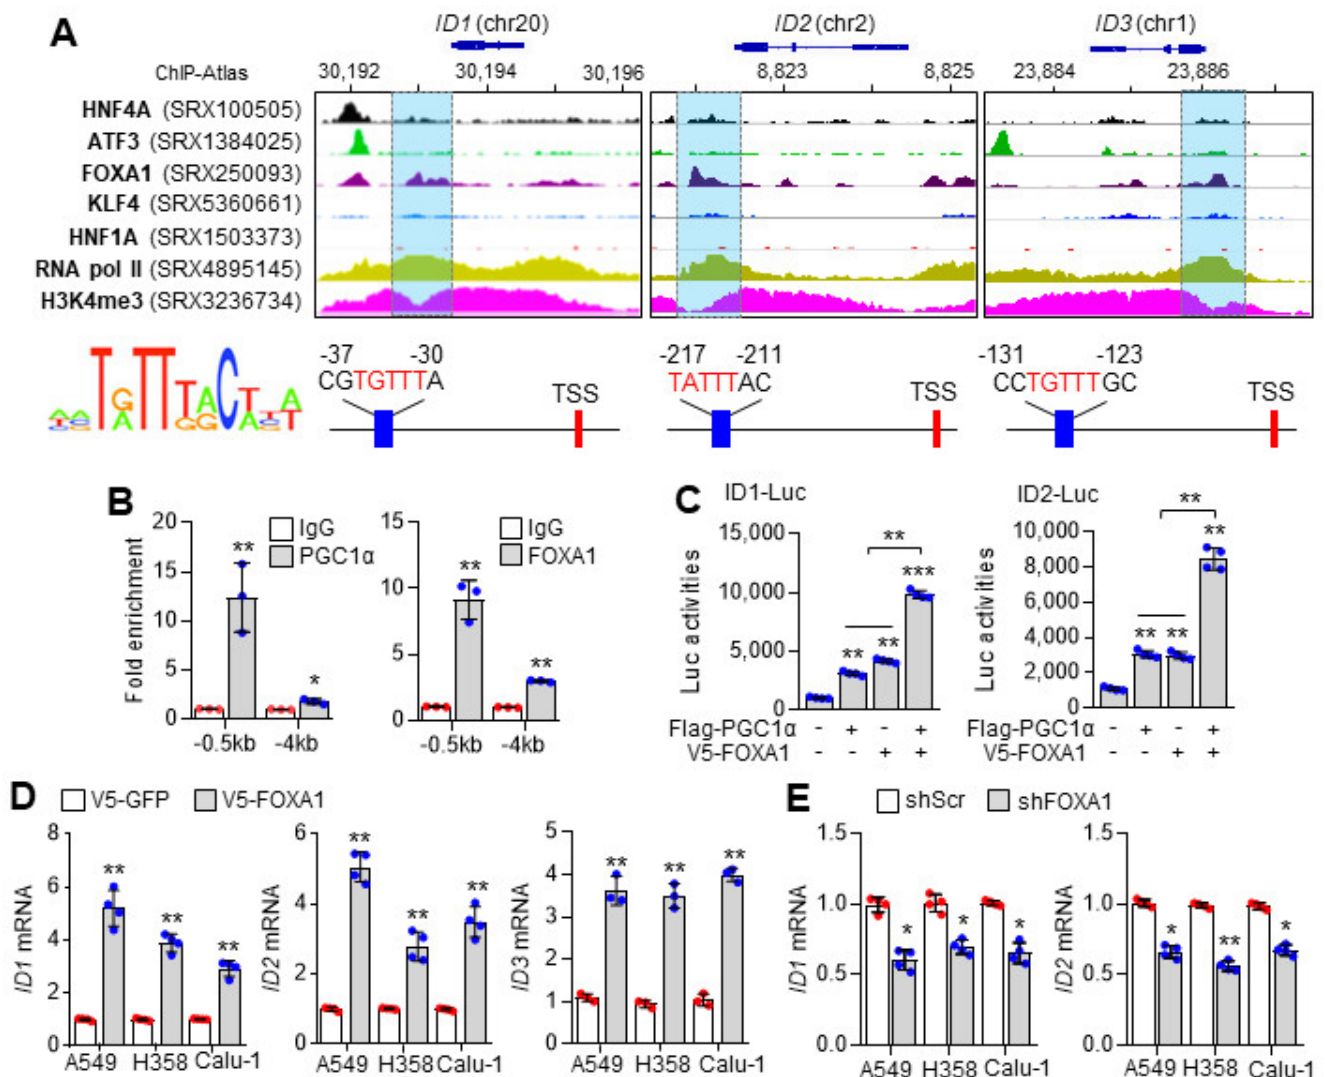 A
ID1 (chr20)
ID2 (chr2)
ID3 (chr1)
ChIP-Atlas
30,192 30,194 30,196
8,823 8,825
23,884 23,886
HNF4A (SRX100505)
ATF3 (SRX1384025)
FOXA1 (SRX250093)
KLF4 (SRX5360661)
HNF1A (SRX1503373)
RNA pol II (SRX4895145)
H3K4me3 (SRX3236734)
-37 -30
CGTGTTTA
TSS
-217 -211
TATTTAC
TSS
-131 -123
CCTGTTTGC
TSS
B
Fold enrichment
20
15
10
5
0
IgG
PGC1α
**
*
-0.5kb -4kb
15
10
5
0
IgG
FOXA1
**
**
-0.5kb -4kb
C
ID1-Luc
Luc activities
15,000
10,000
5,000
0
**
***
** **
Flag-PGC1α - + - +
V5-FOXA1 - - + +
ID2-Luc
Luc activities
10,000
8,000
6,000
4,000
2,000
0
**
**
** **
Flag-PGC1α - + - +
V5-FOXA1 - - + +
D
V5-GFP V5-FOXA1
ID1 mRNA
8
6
4
2
0
** ** **
A549 H358 Calu-1
ID2 mRNA
6
4
2
0
** ** **
A549 H358 Calu-1
ID3 mRNA
5
4
3
2
1
0
** ** **
A549 H358 Calu-1
E
shScr shFOXA1
ID1 mRNA
1.5
1.0
0.5
0.0
* * *
A549 H358 Calu-1
ID2 mRNA
1.5
1.0
0.5
0.0
* ** *
A549 H358 Calu-1